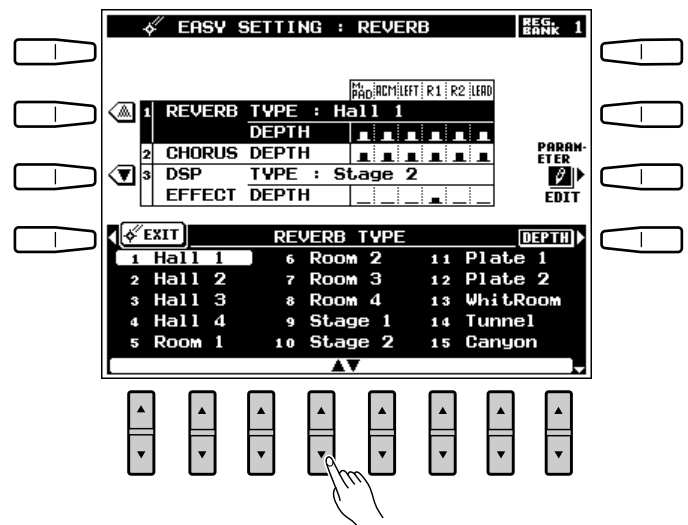 EASY SETTING : REVERB REG. BANK 1
M. PAD ACM LEFT R1 R2 LEAD
1 REVERB TYPE : Hall 1
DEPTH
2 CHORUS DEPTH
3 DSP TYPE : Stage 2
EFFECT DEPTH
PARAM-
ETER
EDIT
EXIT REVERB TYPE DEPTH
1 Hall 1 6 Room 2 11 Plate 1
2 Hall 2 7 Room 3 12 Plate 2
3 Hall 3 8 Room 4 13 WhitRoom
4 Hall 4 9 Stage 1 14 Tunnel
5 Room 1 10 Stage 2 15 Canyon